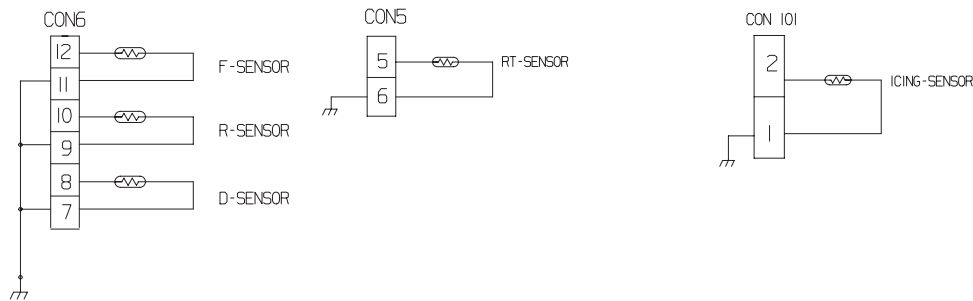 CON6
12
11
10
9
8
7
F-SENSOR
R-SENSOR
D-SENSOR
CON5
5
6
RT-SENSOR
CON 101
2
1
ICING-SENSOR